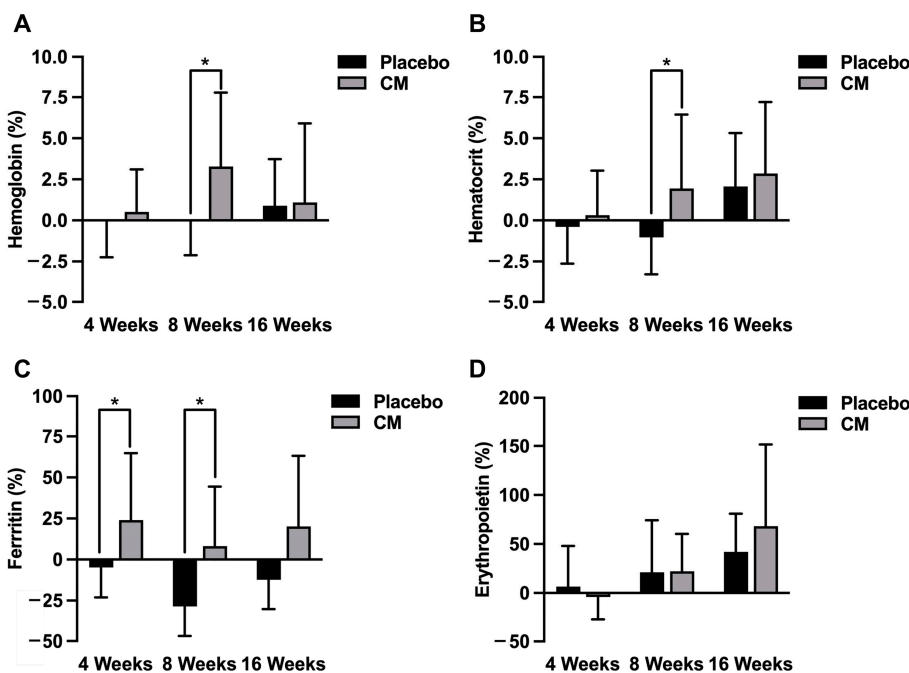 A
Hemoglobin (%)
10.0
7.5
5.0
2.5
0.0
−2.5
−5.0
*
Placebo
CM
4 Weeks 8 Weeks 16 Weeks
B
Hematocrit (%)
10.0
7.5
5.0
2.5
0.0
−2.5
−5.0
*
Placebo
CM
4 Weeks 8 Weeks 16 Weeks
C
Ferrritin (%)
100
75
50
25
0
−25
−50
* *
Placebo
CM
4 Weeks 8 Weeks 16 Weeks
D
Erythropoietin (%)
200
150
100
50
0
−50
Placebo
CM
4 Weeks 8 Weeks 16 Weeks